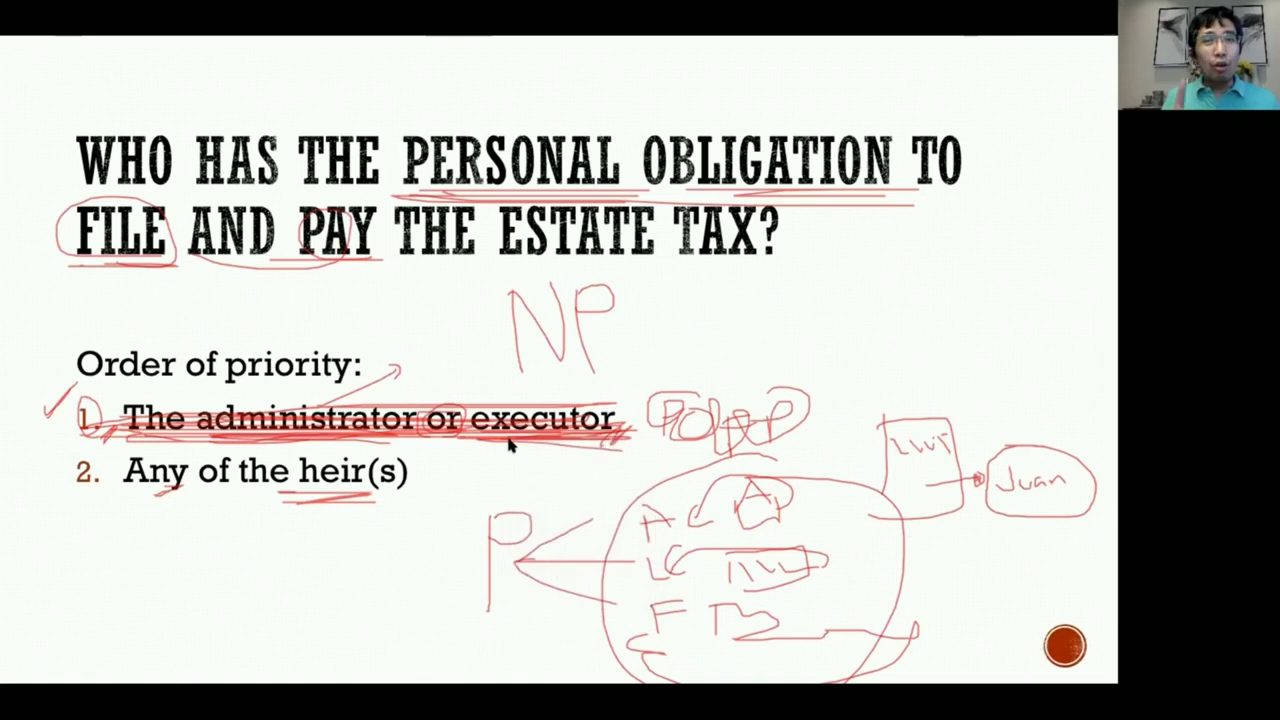 WHO HAS THE PERSONAL OBLIGATION TO
FILE AND PAY THE ESTATE TAX?
NP
Order of priority:
1. The administrator or executor
2. Any of the heir(s)
Juan
P
A
A
F